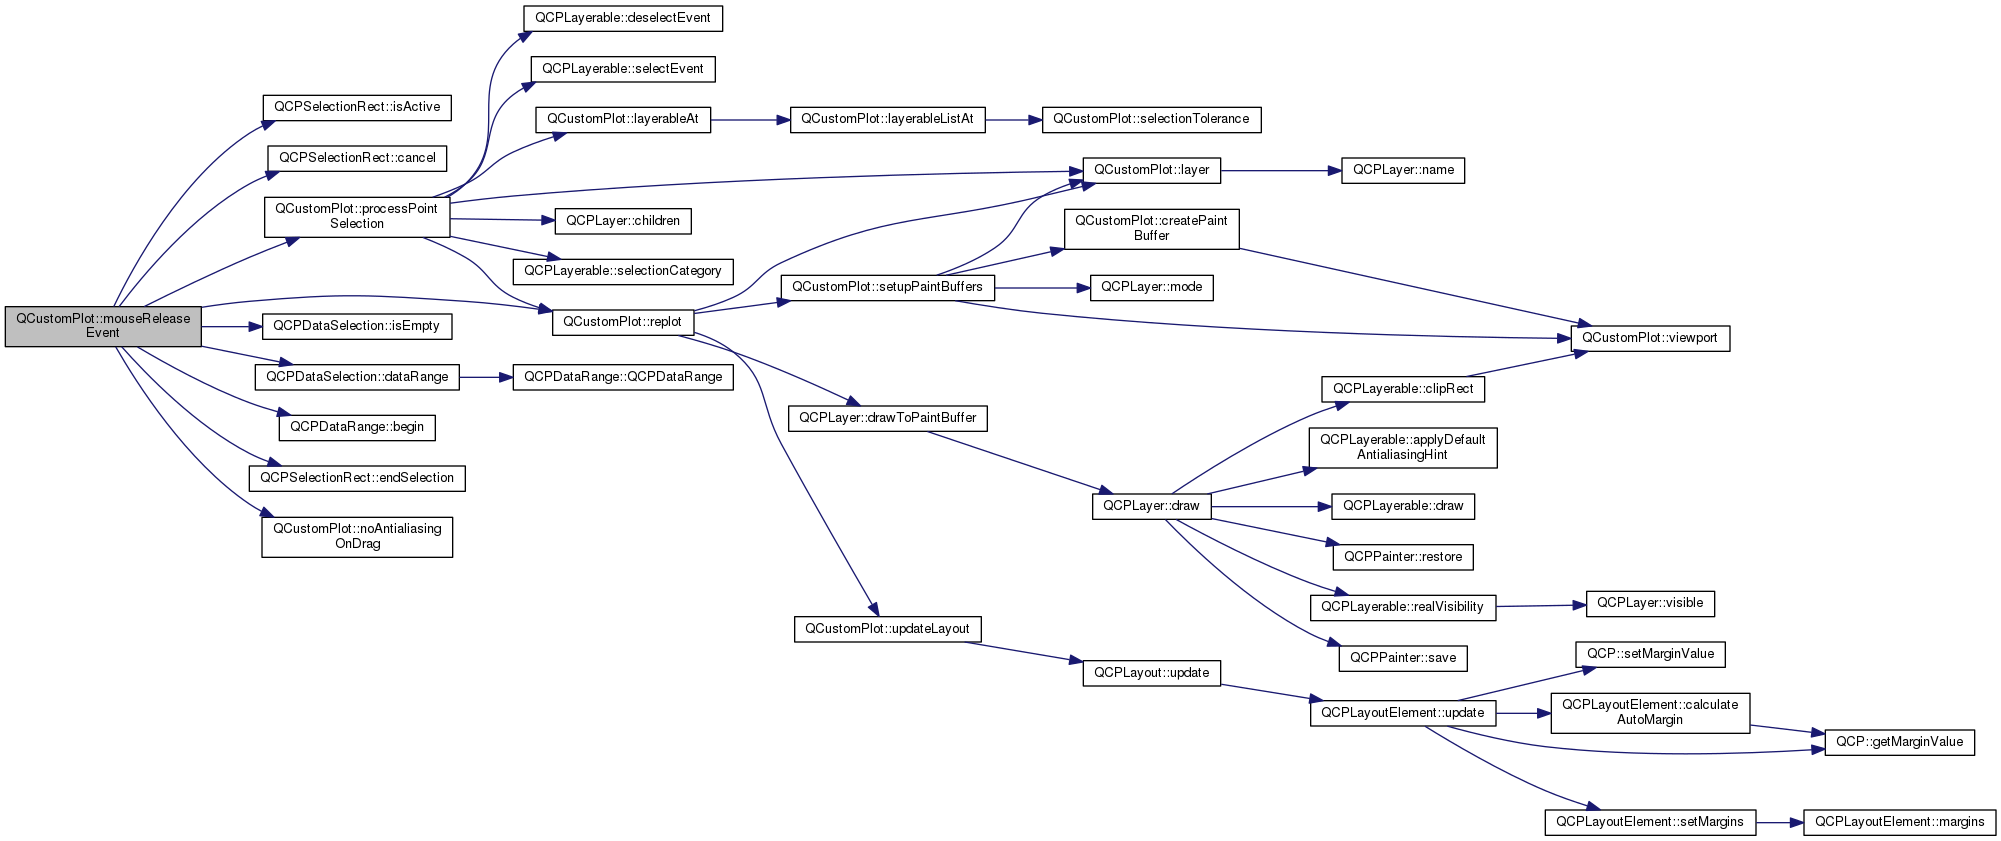 QCPLayerable::deselectEvent
QCPLayerable::selectEvent
QCPSelectionRect::isActive
QCustomPlot::layerableAt
QCustomPlot::layerableListAt
QCustomPlot::selectionTolerance
QCPSelectionRect::cancel
QCustomPlot::layer
QCPLayer::name
QCustomPlot::processPoint
Selection
QCPLayer::children
QCustomPlot::createPaint
Buffer
QCPLayerable::selectionCategory
QCustomPlot::setupPaintBuffers
QCPLayer::mode
QCustomPlot::mouseRelease
Event
QCPDataSelection::isEmpty
QCustomPlot::replot
QCustomPlot::viewport
QCPDataSelection::dataRange
QCPDataRange::QCPDataRange
QCPLayerable::clipRect
QCPDataRange::begin
QCPLayer::drawToPaintBuffer
QCPLayerable::applyDefault
AntialiasingHint
QCPSelectionRect::endSelection
QCPLayer::draw
QCPLayerable::draw
QCustomPlot::noAntialiasing
OnDrag
QCPPainter::restore
QCPLayerable::realVisibility
QCPLayer::visible
QCustomPlot::updateLayout
QCPPainter::save
QCP::setMarginValue
QCPLayout::update
QCPLayoutElement::update
QCPLayoutElement::calculate
AutoMargin
QCP::getMarginValue
QCPLayoutElement::setMargins
QCPLayoutElement::margins